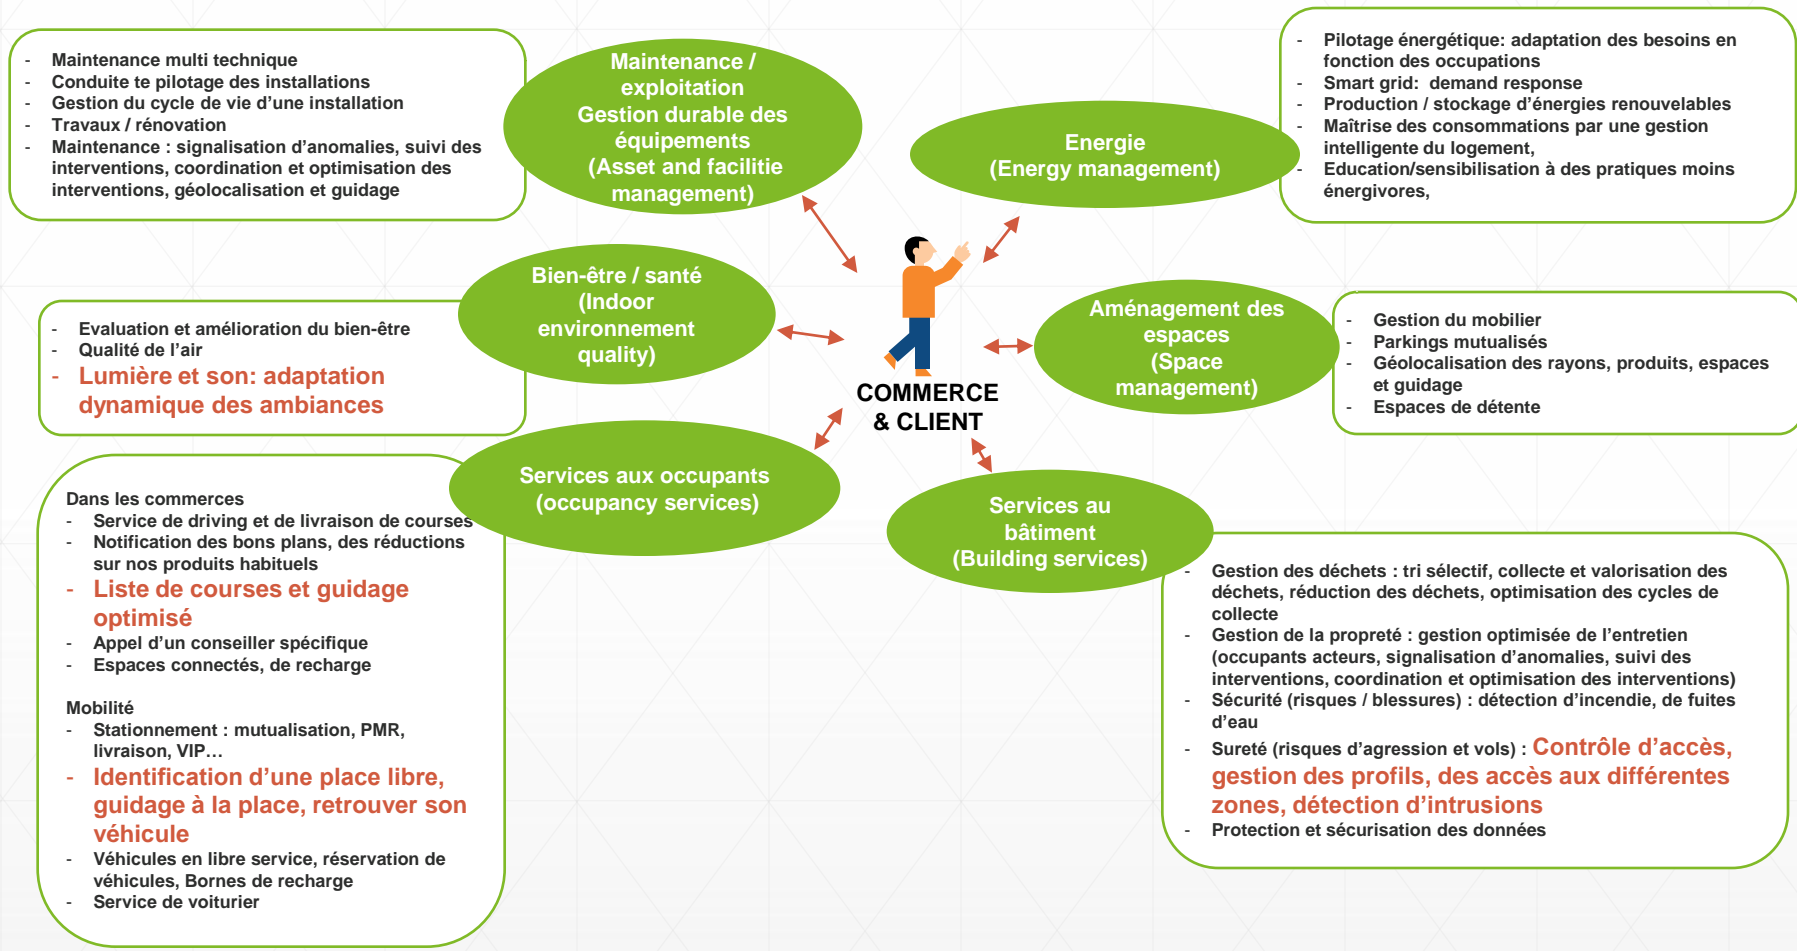 - Maintenance multi technique
- Conduite te pilotage des installations
- Gestion du cycle de vie d’une installation
- Travaux / rénovation
- Maintenance : signalisation d’anomalies, suivi des
interventions, coordination et optimisation des
interventions, géolocalisation et guidage
Maintenance /
exploitation
Gestion durable des
équipements
(Asset and facilitie
management)
Energie
(Energy management)
- Pilotage énergétique: adaptation des besoins en
fonction des occupations
- Smart grid: demand response
- Production / stockage d’énergies renouvelables
- Maîtrise des consommations par une gestion
intelligente du logement,
- Education/sensibilisation à des pratiques moins
énergivores,
Bien-être / santé
(Indoor
environnement
quality)
- Evaluation et amélioration du bien-être
- Qualité de l’air
- Lumière et son: adaptation
dynamique des ambiances
COMMERCE
& CLIENT
Aménagement des
espaces
(Space
management)
- Gestion du mobilier
- Parkings mutualisés
- Géolocalisation des rayons, produits, espaces
et guidage
- Espaces de détente
Services aux occupants
(occupancy services)
Dans les commerces
- Service de driving et de livraison de courses
- Notification des bons plans, des réductions
sur nos produits habituels
- Liste de courses et guidage
optimisé
- Appel d’un conseiller spécifique
- Espaces connectés, de recharge
Mobilité
- Stationnement : mutualisation, PMR,
livraison, VIP…
- Identification d’une place libre,
guidage à la place, retrouver son
véhicule
- Véhicules en libre service, réservation de
véhicules, Bornes de recharge
- Service de voiturier
Services au
bâtiment
(Building services)
- Gestion des déchets : tri sélectif, collecte et valorisation des
déchets, réduction des déchets, optimisation des cycles de
collecte
- Gestion de la propreté : gestion optimisée de l’entretien
(occupants acteurs, signalisation d’anomalies, suivi des
interventions, coordination et optimisation des interventions)
- Sécurité (risques / blessures) : détection d’incendie, de fuites
d’eau
- Sureté (risques d’agression et vols) : Contrôle d’accès,
gestion des profils, des accès aux différentes
zones, détection d’intrusions
- Protection et sécurisation des données